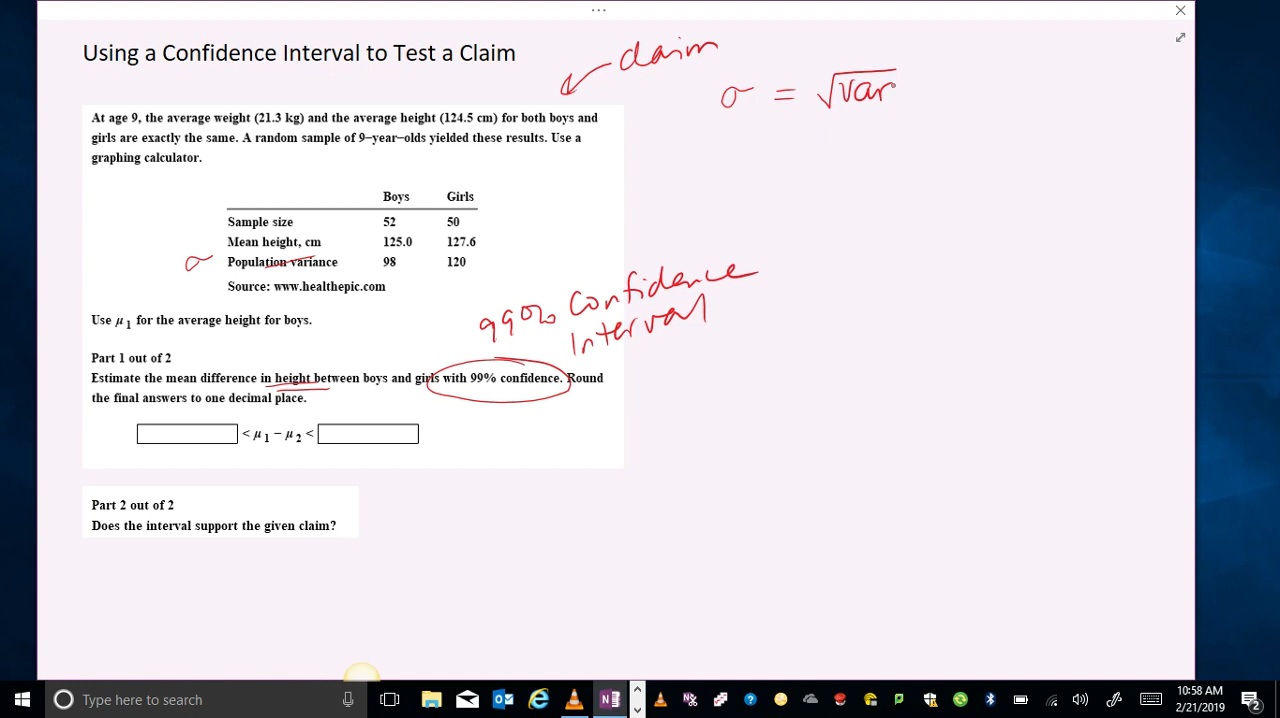 Using a Confidence Interval to Test a Claim
claim
σ = √var
At age 9, the average weight (21.3 kg) and the average height (124.5 cm) for both boys and
girls are exactly the same. A random sample of 9−year−olds yielded these results. Use a
graphing calculator.
Boys Girls
Sample size 52 50
Mean height, cm 125.0 127.6
σ Population variance 98 120
Source: www.healthepic.com
99% Confidence
Interval
Use μ1 for the average height for boys.
Part 1 out of 2
Estimate the mean difference in height between boys and girls with 99% confidence. Round
the final answers to one decimal place.
< μ1 − μ2 <
Part 2 out of 2
Does the interval support the given claim?
Type here to search
10:58 AM
2/21/2019
2